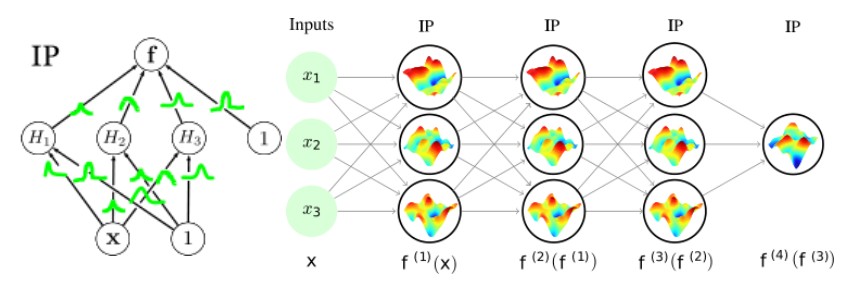 IP
f
H₁ H₂ H₃ 1
x 1
Inputs IP IP IP IP
x₁
x₂
x₃
x f⁽¹⁾(x) f⁽²⁾(f⁽¹⁾) f⁽³⁾(f⁽²⁾) f⁽⁴⁾(f⁽³⁾)